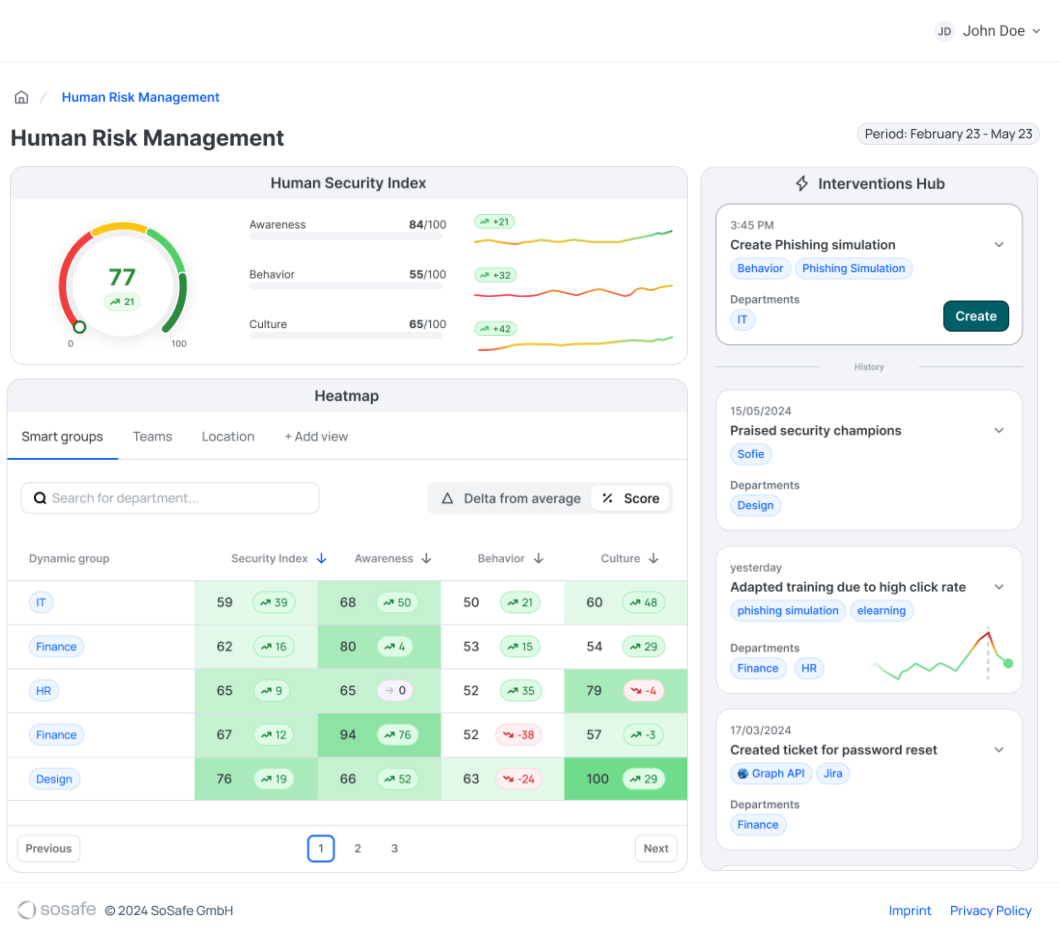 JD John Doe
/ Human Risk Management
Human Risk Management
Period: February 23 - May 23
Human Security Index
77
21
0 100
Awareness 84/100 +21
Behavior 55/100 +32
Culture 65/100 +42
Heatmap
Smart groups Teams Location + Add view
Search for department...
Delta from average Score
Dynamic group Security Index Awareness Behavior Culture
IT 59 39 68 50 50 21 60 48
Finance 62 16 80 4 53 15 54 29
HR 65 9 65 0 52 35 79 -4
Finance 67 12 94 76 52 -38 57 -3
Design 76 19 66 52 63 -24 100 29
Previous 1 2 3 Next
Interventions Hub
3:45 PM
Create Phishing simulation
Behavior Phishing Simulation
Departments
IT
Create
History
15/05/2024
Praised security champions
Sofie
Departments
Design
yesterday
Adapted training due to high click rate
phishing simulation elearning
Departments
Finance HR
17/03/2024
Created ticket for password reset
Graph API Jira
Departments
Finance
sosafe © 2024 SoSafe GmbH
Imprint Privacy Policy